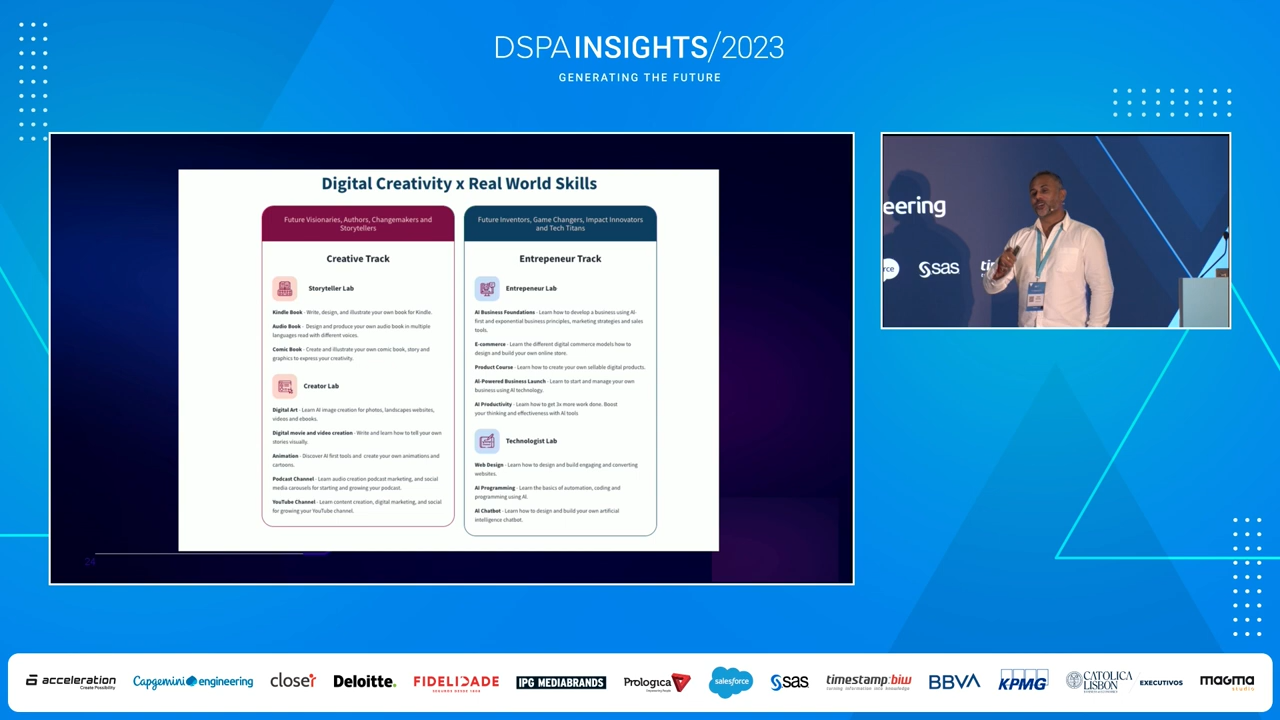 DSPA INSIGHTS/2023
GENERATING THE FUTURE
Digital Creativity x Real World Skills
Future Visionaries, Authors, Changemakers and
Storytellers
Creative Track
Storyteller Lab
Kindle Book - Write, design, and illustrate your own book for Kindle.
Audio Book - Design and produce your own audio book in multiple
languages read with different voices.
Comic Book - Create and illustrate your own comic book, story and
graphics to express your creativity.
Creator Lab
Digital Art - Learn AI image creation for photos, landscapes websites,
videos and ebooks.
Digital movie and video creation - Write and learn how to tell your own
stories visually.
Animation - Discover AI first tools and create your own animations and
cartoons.
Podcast Channel - Learn audio creation podcast marketing, and social
media carousels for starting and growing your podcast.
YouTube Channel - Learn content creation, digital marketing, and social
for growing your YouTube channel.
Future Inventors, Game Changers, Impact Innovators
and Tech Titans
Entrepeneur Track
Entrepeneur Lab
AI Business Foundations - Learn how to develop a business using AI-
first and exponential business principles, marketing strategies and sales
tools.
E-commerce - Learn the different digital commerce models how to
design and build your own online store.
Product Course - Learn how to create your own sellable digital products.
AI-Powered Business Launch - Learn to start and manage your own
business using AI technology.
AI Productivity - Learn how to get 3x more work done. Boost
your thinking and effectiveness with AI tools
Technologist Lab
Web Design - Learn how to design and build engaging and converting
websites.
AI Programming - Learn the basics of automation, coding and
programming using AI.
AI Chatbot - Learn how to design and build your own artificial
intelligence chatbot.
24
eering
rce
sas
ti
acceleration
Create Possibility
Capgemini engineering
closer
Deloitte.
FIDELIDADE
SEGUROS DESDE 1808
IPG MEDIABRANDS
Prologica
Empowering People
salesforce
sas
timestamp:biw
turning information into knowledge
BBVA
KPMG
CATOLICA
LISBON
EXECUTIVOS
magma
studio